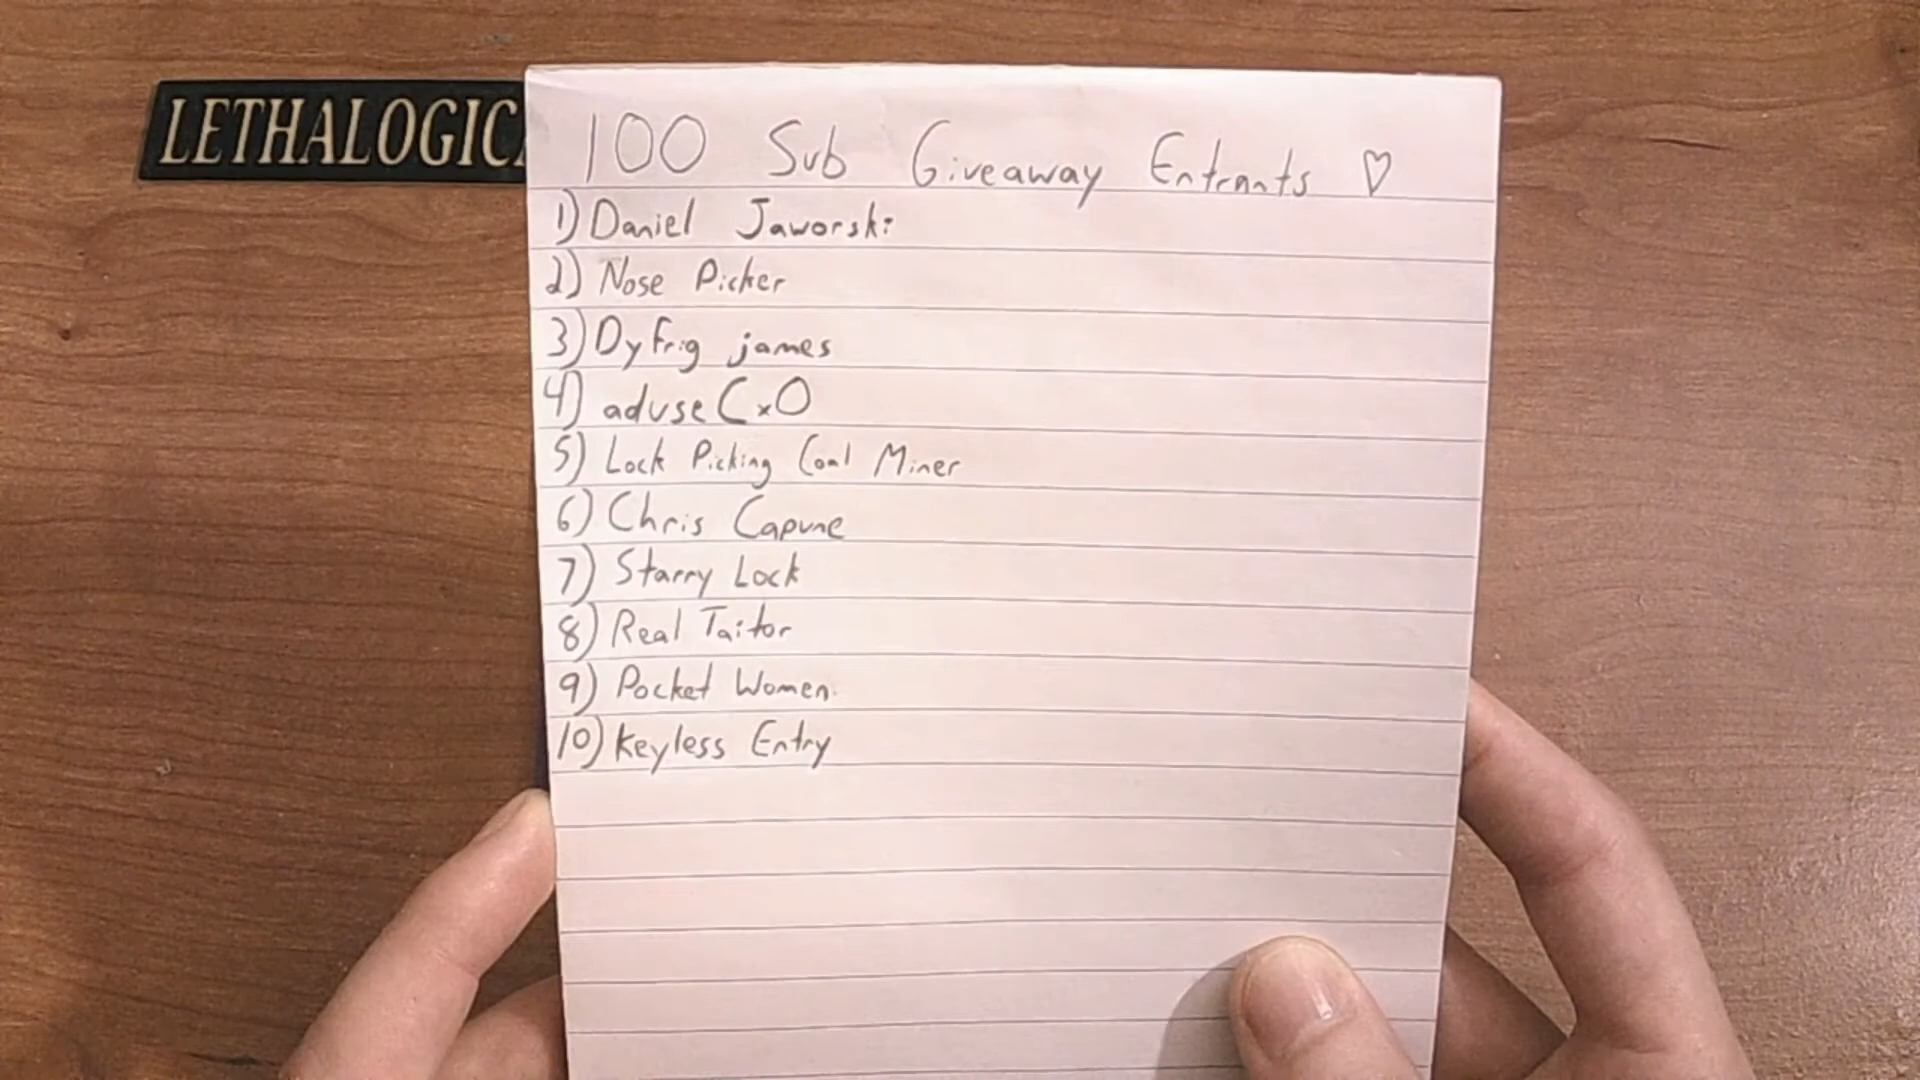 LETHALOGICA
100 Sub Giveaway Entrants ♡
1) Daniel Jaworski
2) Nose Picker
3) Dyfrig james
4) aduseCxO
5) Lock Picking Coal Miner
6) Chris Capune
7) Starry Lock
8) Real Taitor
9) Pocket Women
10) Keyless Entry